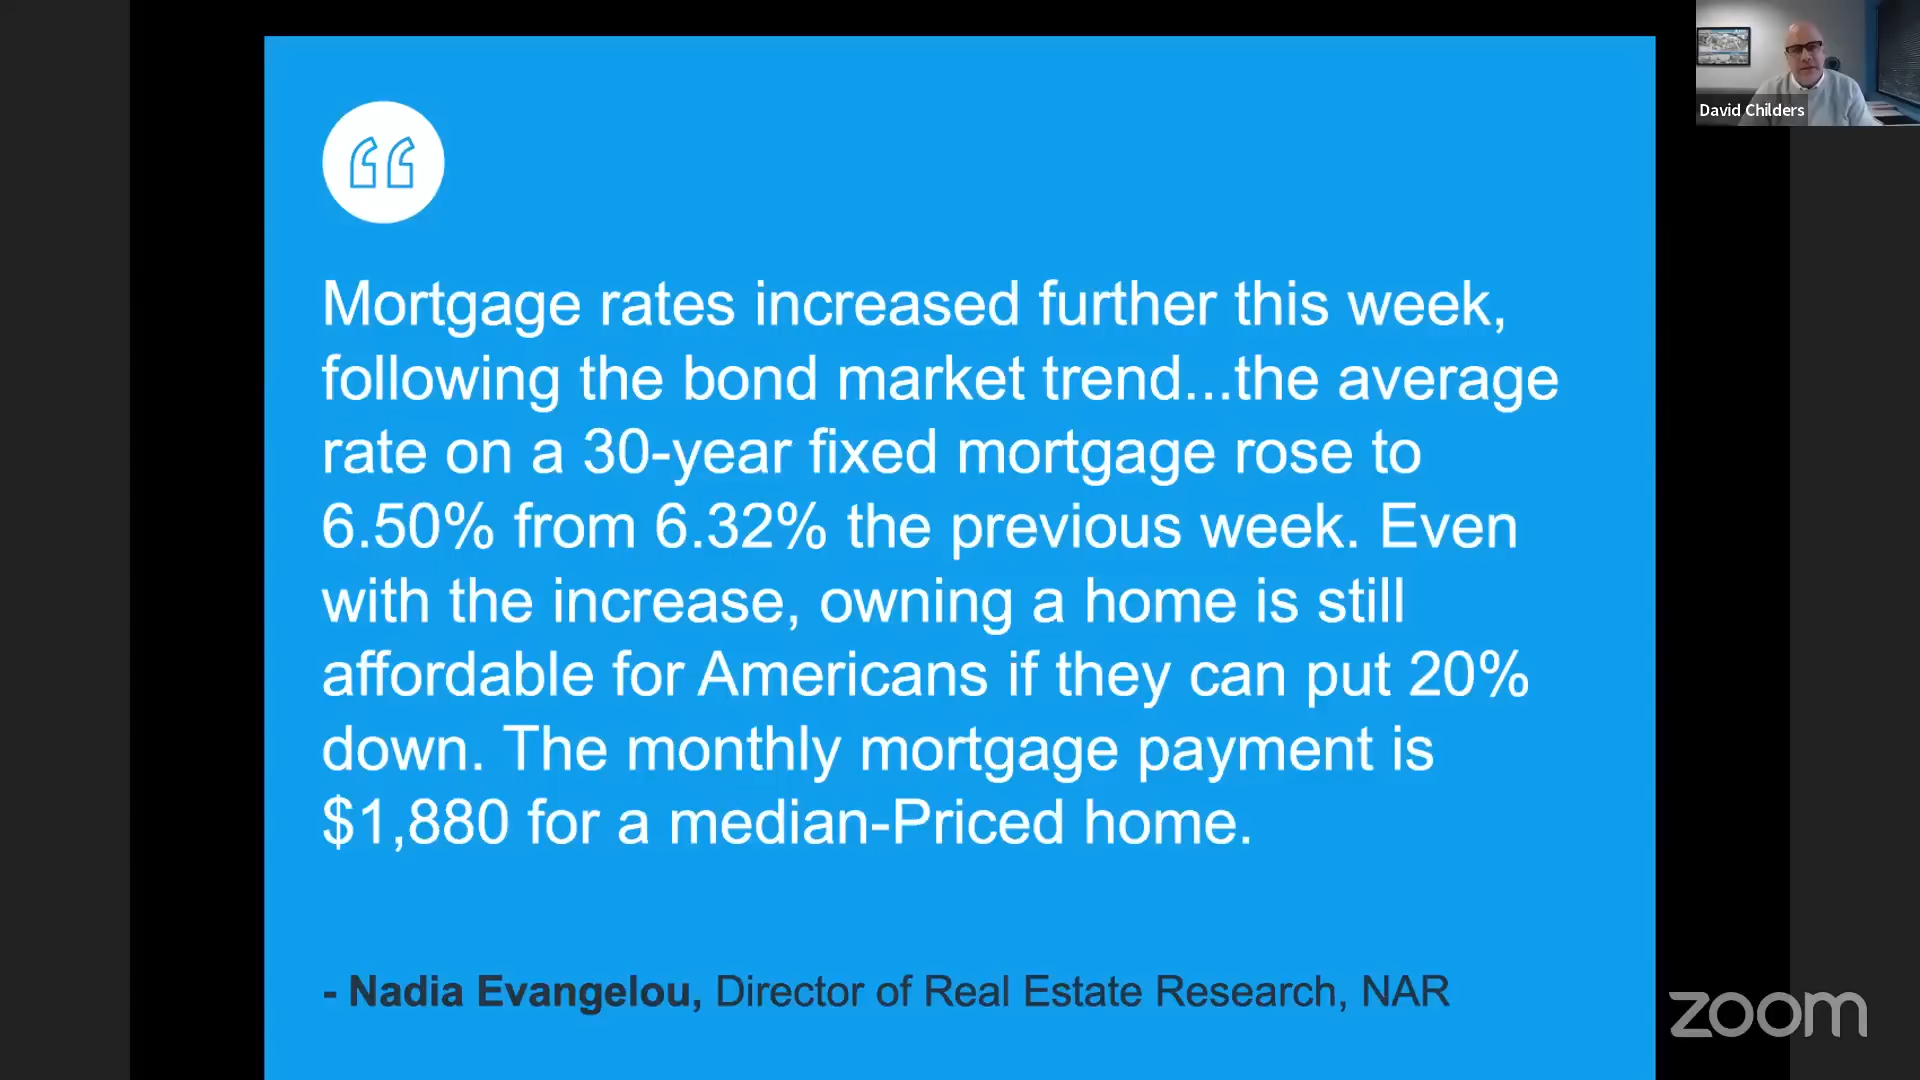 David Childers
“
Mortgage rates increased further this week,
following the bond market trend...the average
rate on a 30-year fixed mortgage rose to
6.50% from 6.32% the previous week. Even
with the increase, owning a home is still
affordable for Americans if they can put 20%
down. The monthly mortgage payment is
$1,880 for a median-Priced home.
- Nadia Evangelou, Director of Real Estate Research, NAR
zoom